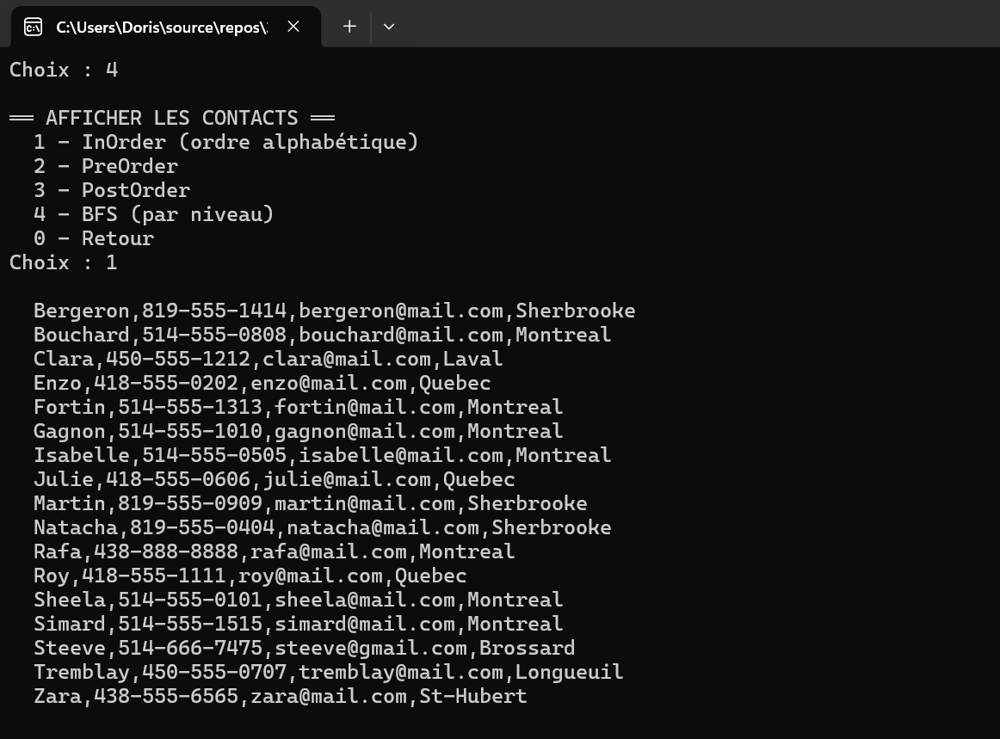 C:\Users\Doris\source\repos\
Choix : 4
══ AFFICHER LES CONTACTS ══
1 - InOrder (ordre alphabétique)
2 - PreOrder
3 - PostOrder
4 - BFS (par niveau)
0 - Retour
Choix : 1
Bergeron,819-555-1414,bergeron@mail.com,Sherbrooke
Bouchard,514-555-0808,bouchard@mail.com,Montreal
Clara,450-555-1212,clara@mail.com,Laval
Enzo,418-555-0202,enzo@mail.com,Quebec
Fortin,514-555-1313,fortin@mail.com,Montreal
Gagnon,514-555-1010,gagnon@mail.com,Montreal
Isabelle,514-555-0505,isabelle@mail.com,Montreal
Julie,418-555-0606,julie@mail.com,Quebec
Martin,819-555-0909,martin@mail.com,Sherbrooke
Natacha,819-555-0404,natacha@mail.com,Sherbrooke
Rafa,438-888-8888,rafa@mail.com,Montreal
Roy,418-555-1111,roy@mail.com,Quebec
Sheela,514-555-0101,sheela@mail.com,Montreal
Simard,514-555-1515,simard@mail.com,Montreal
Steeve,514-666-7475,steeve@gmail.com,Brossard
Tremblay,450-555-0707,tremblay@mail.com,Longueuil
Zara,438-555-6565,zara@mail.com,St-Hubert